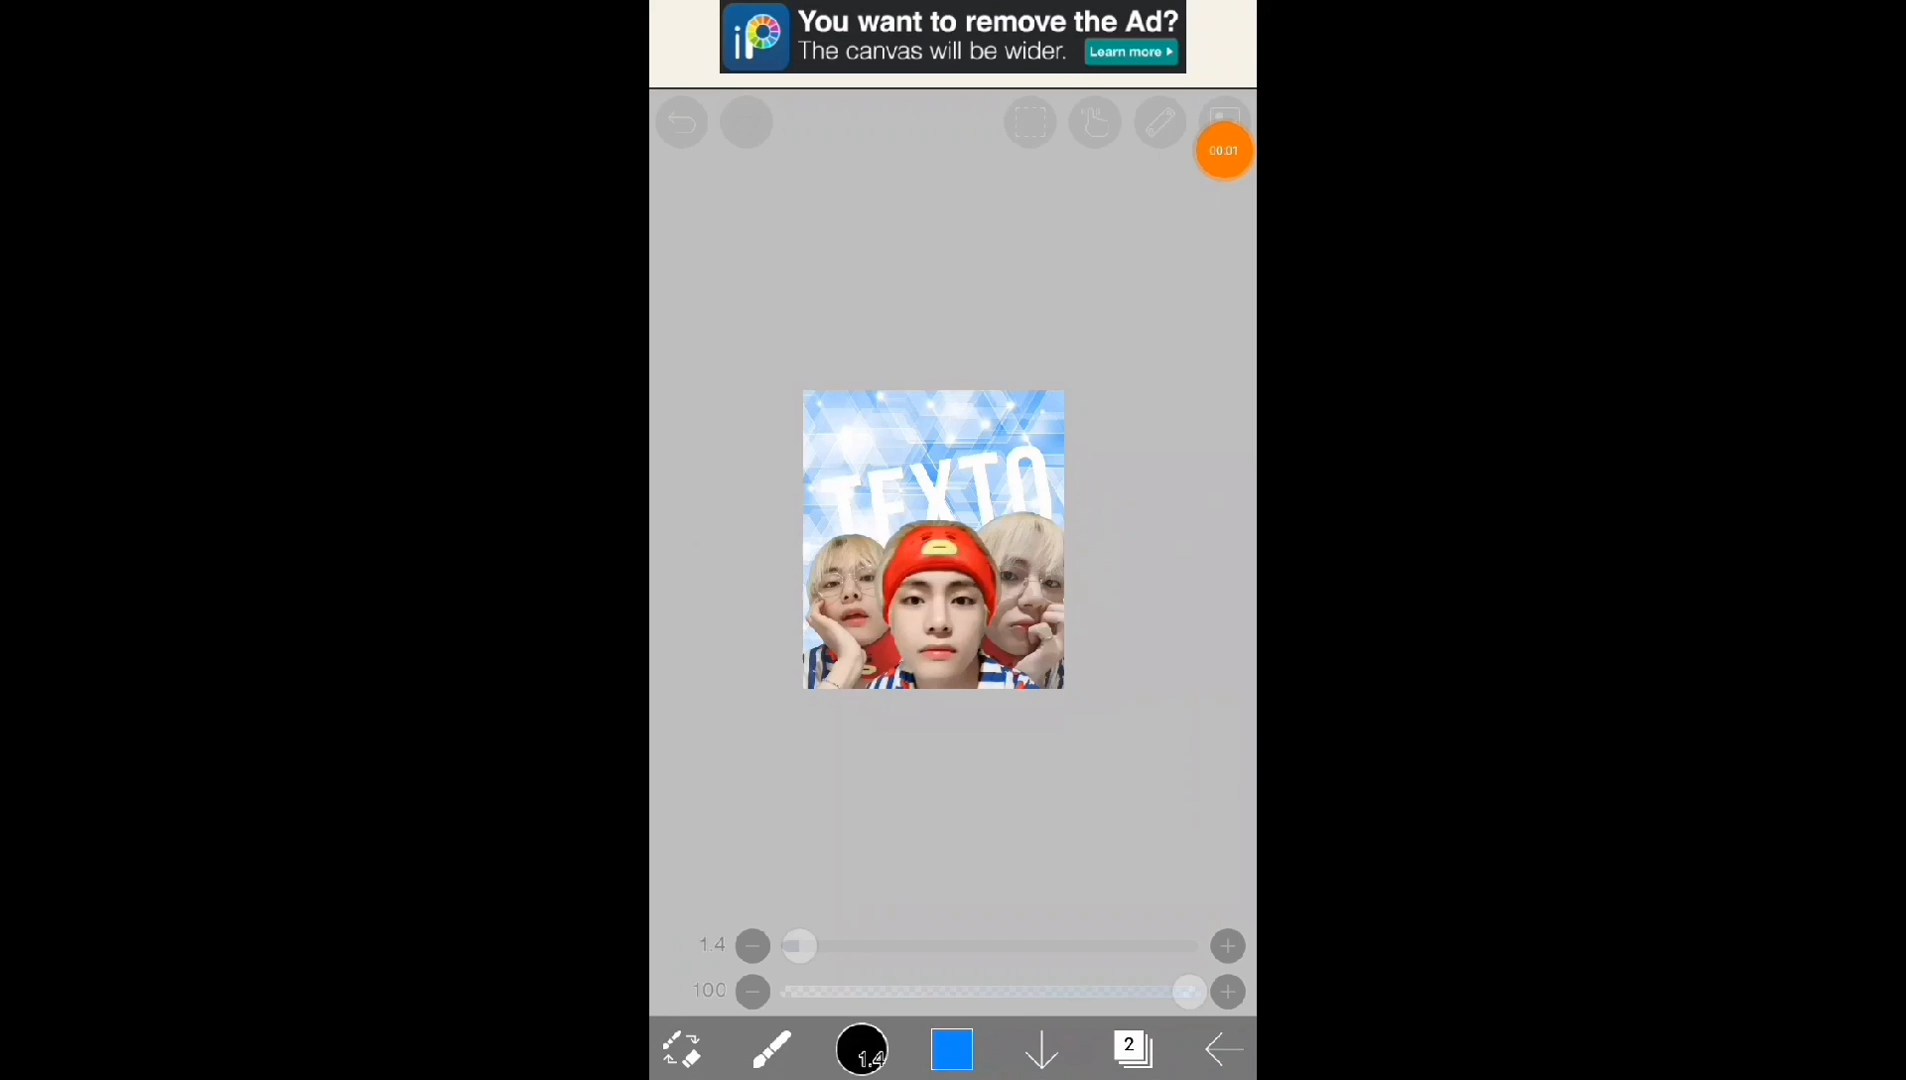 iP You want to remove the Ad?
The canvas will be wider. Learn more
00:01
TEXTO
1.4
100
1.4
2